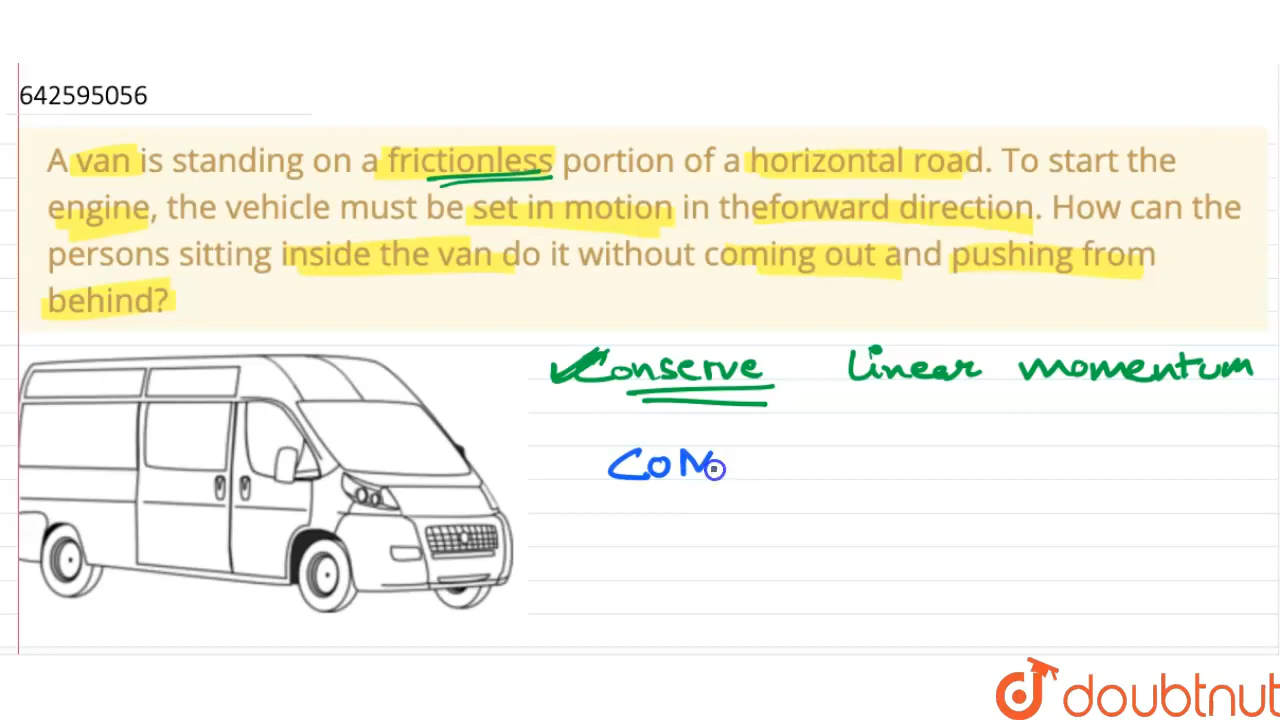 642595056
A van is standing on a frictionless portion of a horizontal road. To start the
engine, the vehicle must be set in motion in theforward direction. How can the
persons sitting inside the van do it without coming out and pushing from
behind?
Conserve linear momentum
COM
doubtnut